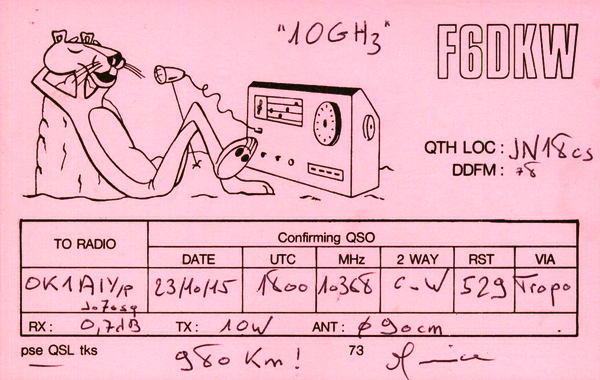 "10GHz"
F6DKW
QTH LOC : JN18cs
DDFM : 78
TO RADIO
Confirming QSO
DATE UTC MHz 2 WAY RST VIA
OK1AIY/p 23/10/15 1800 10368 C-W 529 Tropo
Jo70sq
RX : 0,7dB TX : 10W ANT : ϕ 90cm
pse QSL tks 980 Km! 73